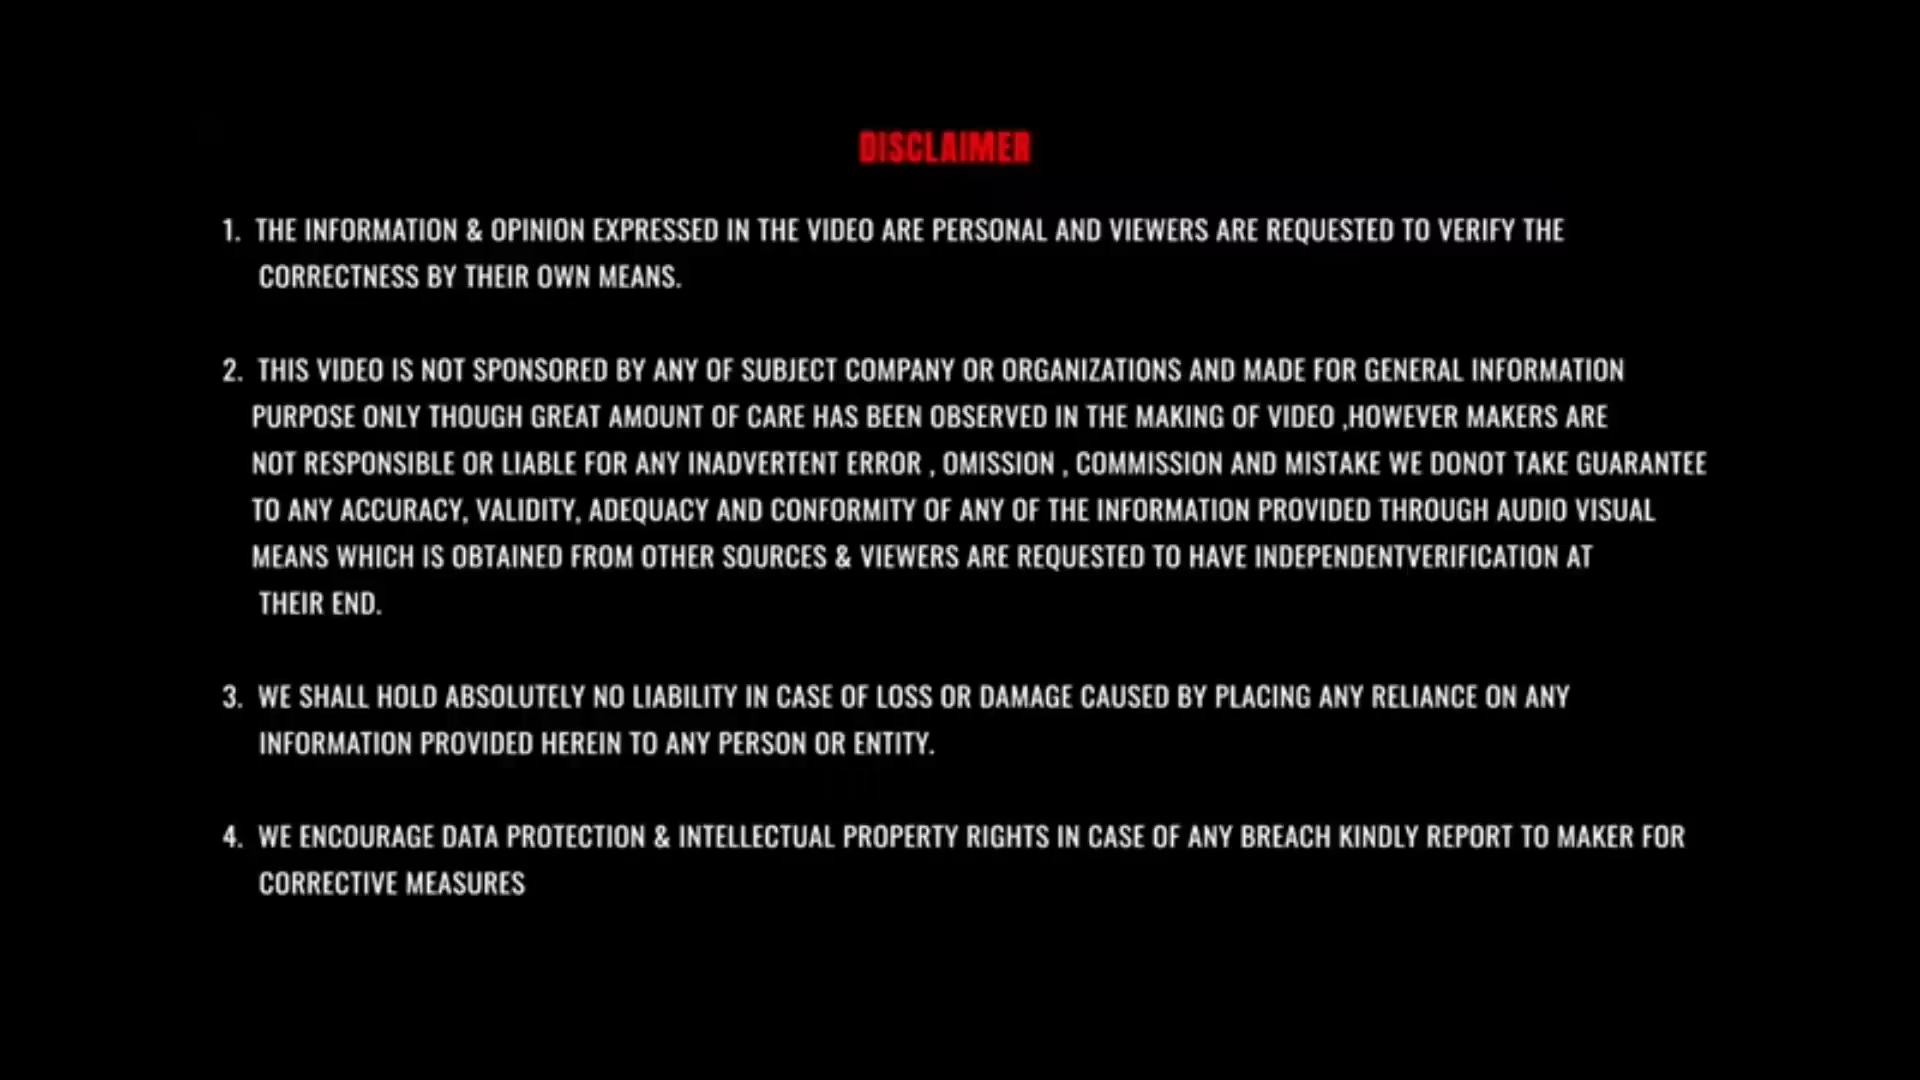 DISCLAIMER
1. THE INFORMATION & OPINION EXPRESSED IN THE VIDEO ARE PERSONAL AND VIEWERS ARE REQUESTED TO VERIFY THE
CORRECTNESS BY THEIR OWN MEANS.
2. THIS VIDEO IS NOT SPONSORED BY ANY OF SUBJECT COMPANY OR ORGANIZATIONS AND MADE FOR GENERAL INFORMATION
PURPOSE ONLY THOUGH GREAT AMOUNT OF CARE HAS BEEN OBSERVED IN THE MAKING OF VIDEO ,HOWEVER MAKERS ARE
NOT RESPONSIBLE OR LIABLE FOR ANY INADVERTENT ERROR , OMISSION , COMMISSION AND MISTAKE WE DONOT TAKE GUARANTEE
TO ANY ACCURACY, VALIDITY, ADEQUACY AND CONFORMITY OF ANY OF THE INFORMATION PROVIDED THROUGH AUDIO VISUAL
MEANS WHICH IS OBTAINED FROM OTHER SOURCES & VIEWERS ARE REQUESTED TO HAVE INDEPENDENTVERIFICATION AT
THEIR END.
3. WE SHALL HOLD ABSOLUTELY NO LIABILITY IN CASE OF LOSS OR DAMAGE CAUSED BY PLACING ANY RELIANCE ON ANY
INFORMATION PROVIDED HEREIN TO ANY PERSON OR ENTITY.
4. WE ENCOURAGE DATA PROTECTION & INTELLECTUAL PROPERTY RIGHTS IN CASE OF ANY BREACH KINDLY REPORT TO MAKER FOR
CORRECTIVE MEASURES